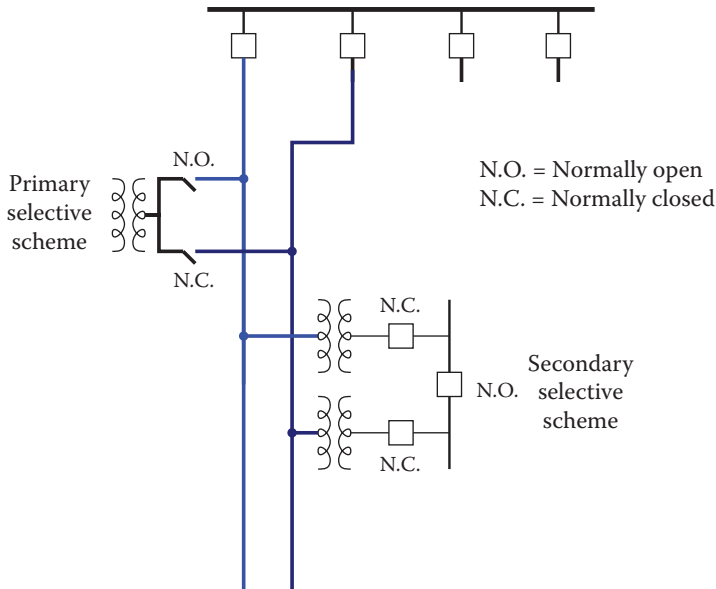 N.O.
Primary
selective
scheme
N.C.
N.O. = Normally open
N.C. = Normally closed
N.C.
N.O.
N.C.
Secondary
selective
scheme